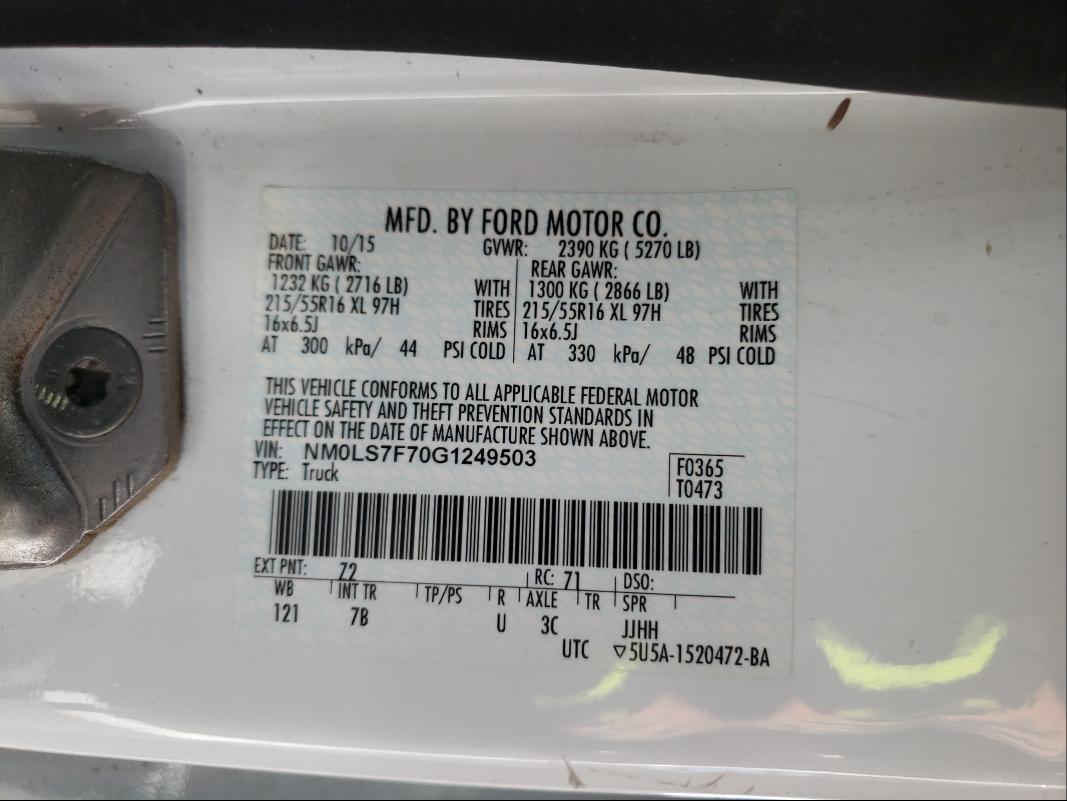 MFD. BY FORD MOTOR CO.
DATE: 10/15 GVWR: 2390 KG ( 5270 LB)
FRONT GAWR: REAR GAWR:
1232 KG ( 2716 LB) WITH 1300 KG ( 2866 LB) WITH
215/55R16 XL 97H TIRES 215/55R16 XL 97H TIRES
16x6.5J RIMS 16x6.5J RIMS
AT 300 kPa/ 44 PSI COLD AT 330 kPa/ 48 PSI COLD
THIS VEHICLE CONFORMS TO ALL APPLICABLE FEDERAL MOTOR
VEHICLE SAFETY AND THEFT PREVENTION STANDARDS IN
EFFECT ON THE DATE OF MANUFACTURE SHOWN ABOVE.
VIN: NM0LS7F70G1249503 F0365
TYPE: Truck T0473
EXT PNT: Z2 RC: 71 DSO:
WB INT TR TP/PS R AXLE TR SPR
121 7B U 3C JJHH
UTC ▽5U5A-1520472-BA